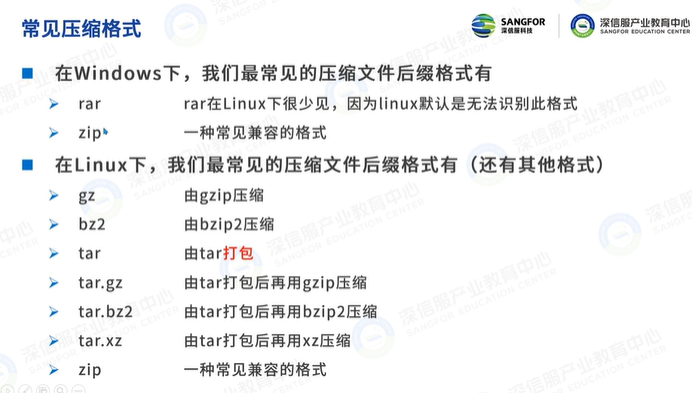 常见压缩格式
SANGFOR
深信服科技
深信服产业教育中心
SANGFOR EDUCATION CENTER
在Windows下，我们最常见的压缩文件后缀格式有
rar rar在Linux下很少见，因为linux默认是无法识别此格式
zip 一种常见兼容的格式
在Linux下，我们最常见的压缩文件后缀格式有（还有其他格式）
gz 由gzip压缩
bz2 由bzip2压缩
tar 由tar打包
tar.gz 由tar打包后再用gzip压缩
tar.bz2 由tar打包后再用bzip2压缩
tar.xz 由tar打包后再用xz压缩
zip 一种常见兼容的格式